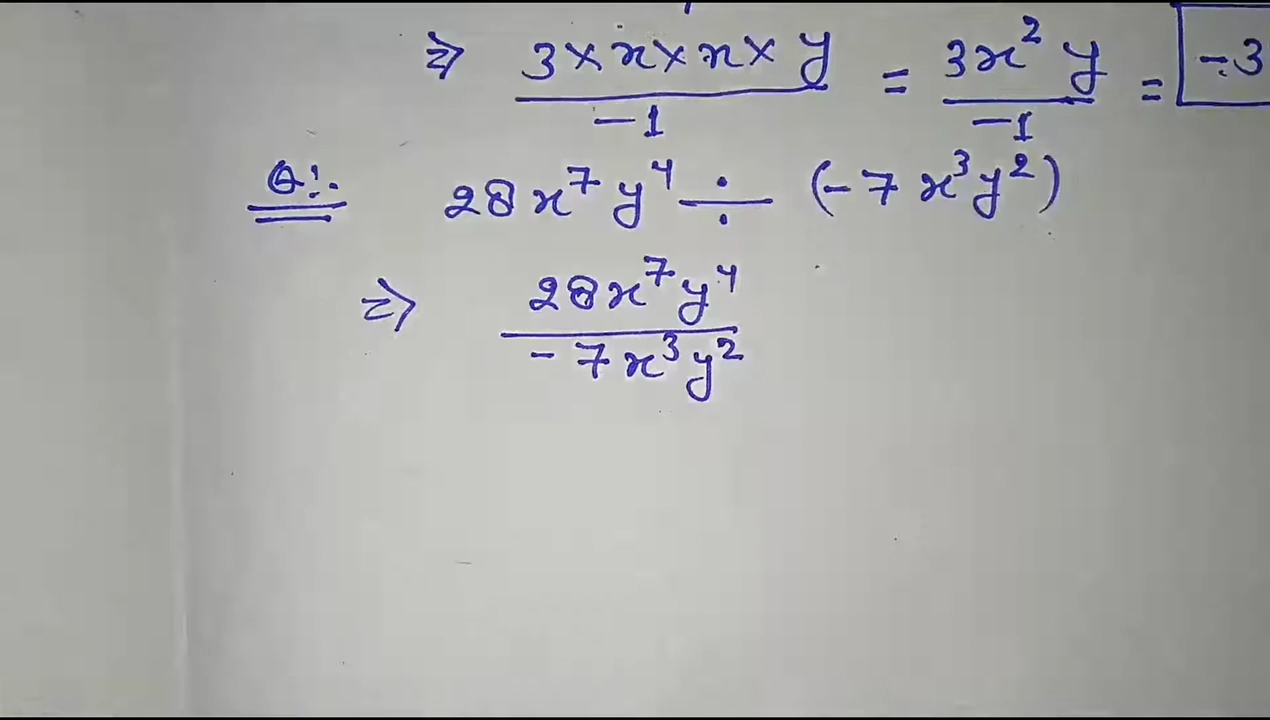 ⇒ 3×x×x×y/-1 = 3x²y/-1 = -3
Q:. 28x⁷y⁴ ÷ (-7x³y²)
⇒ 28x⁷y⁴/-7x³y²